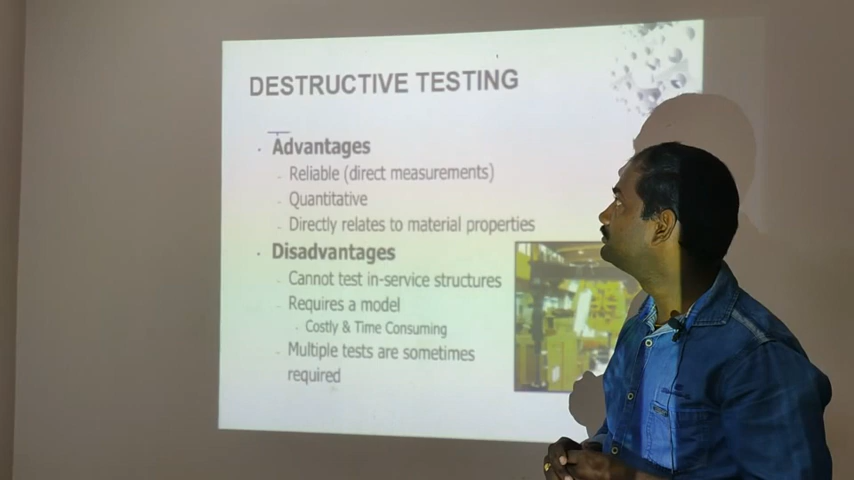 DESTRUCTIVE TESTING
· Advantages
- Reliable (direct measurements)
- Quantitative
- Directly relates to material properties
· Disadvantages
- Cannot test in-service structures
- Requires a model
- Costly & Time Consuming
- Multiple tests are sometimes
required